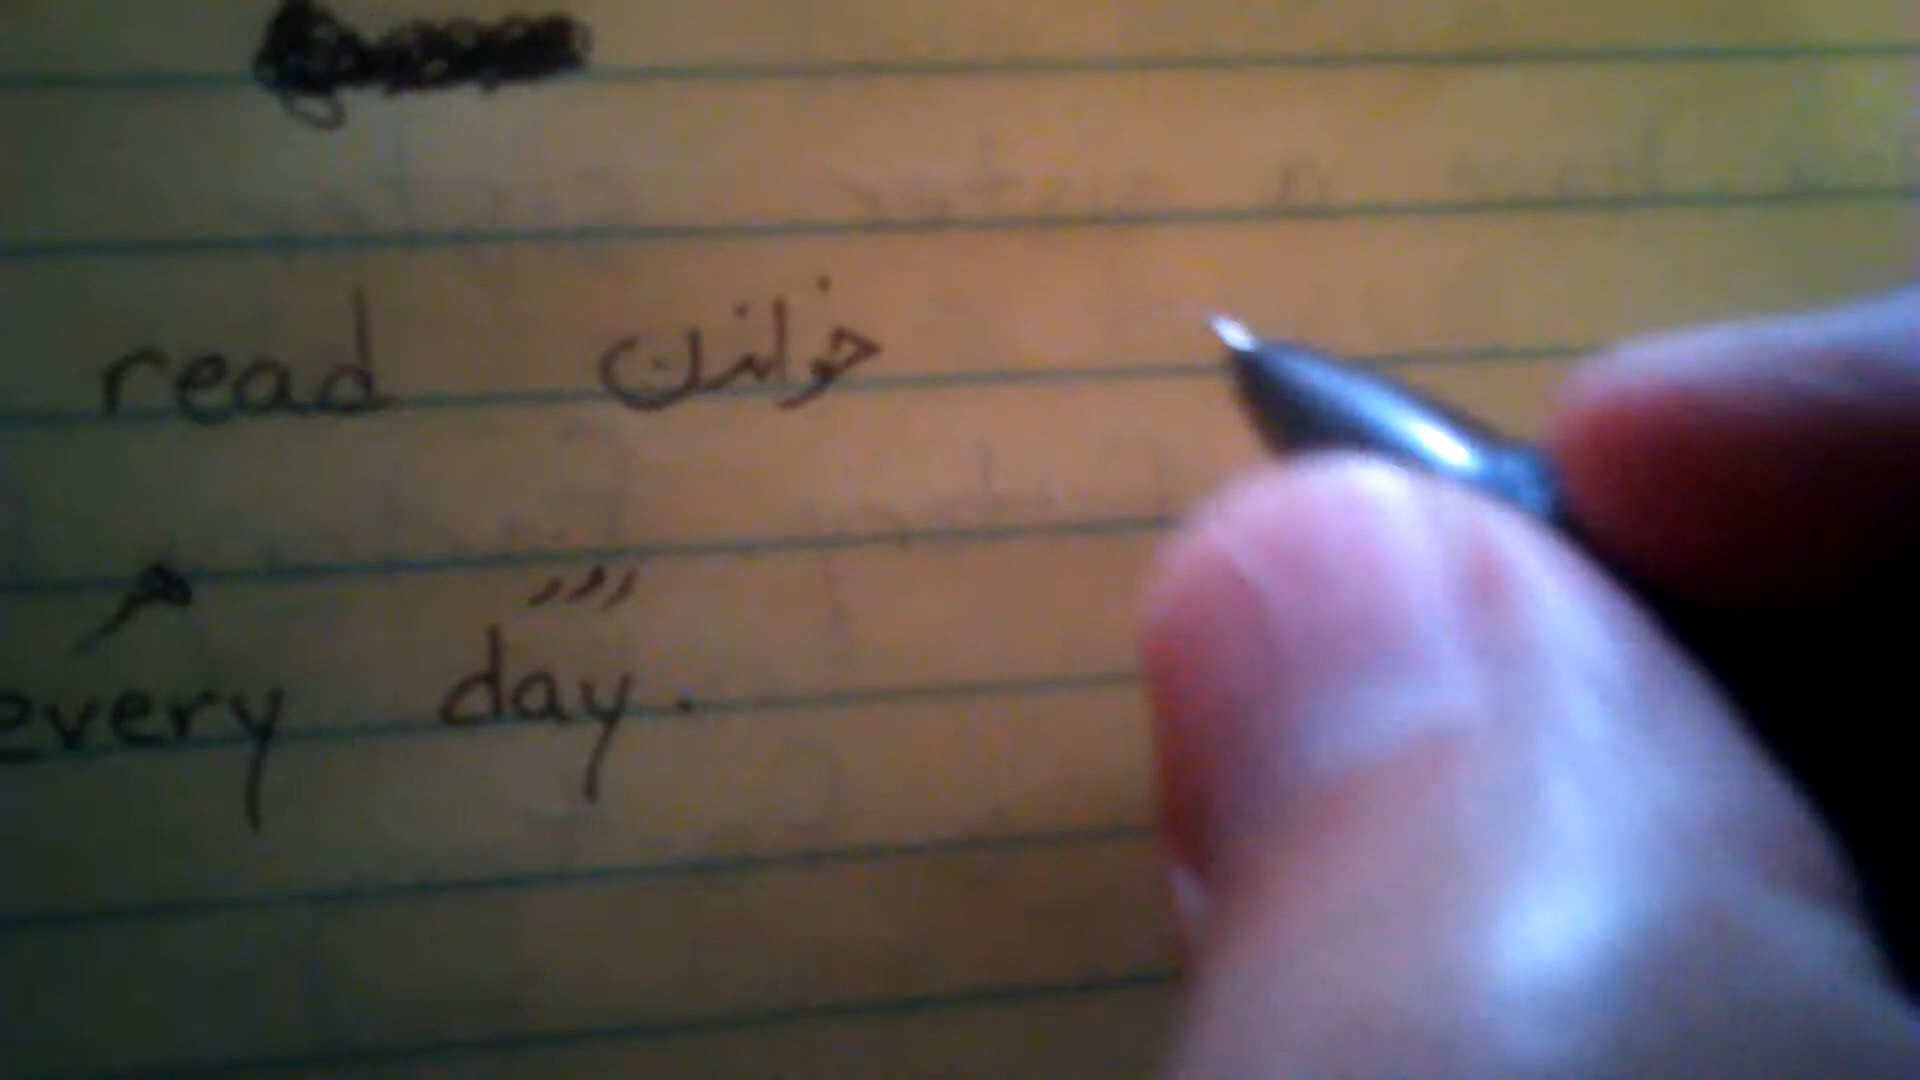 read خواندن
هر روز
every day.